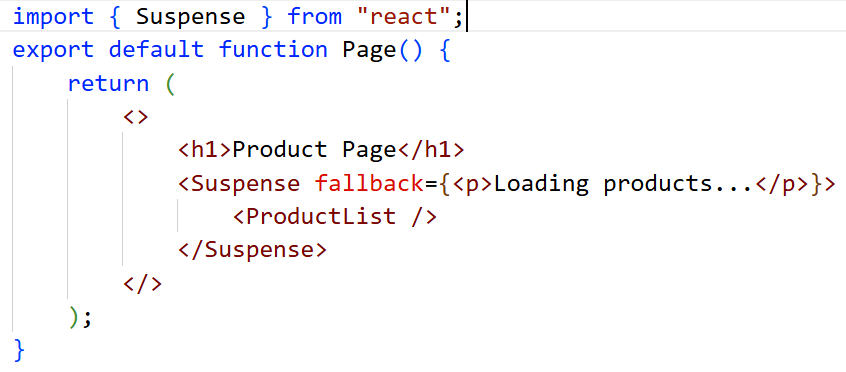 import { Suspense } from "react";
export default function Page() {
    return (
        <>
            <h1>Product Page</h1>
            <Suspense fallback={<p>Loading products...</p>}>
                <ProductList />
            </Suspense>
        </>
    );
}